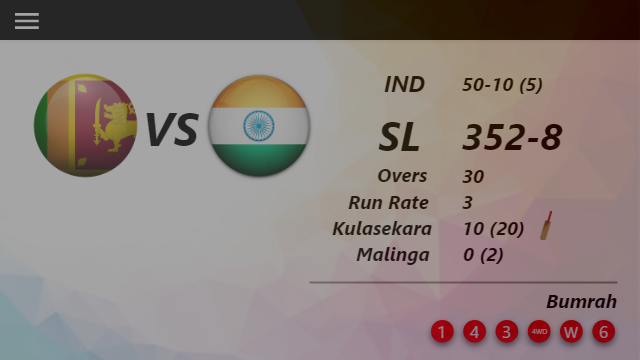 VS
IND 50-10 (5)
SL 352-8
Overs 30
Run Rate 3
Kulasekara 10 (20)
Malinga 0 (2)
Bumrah
1 4 3 4WD W 6